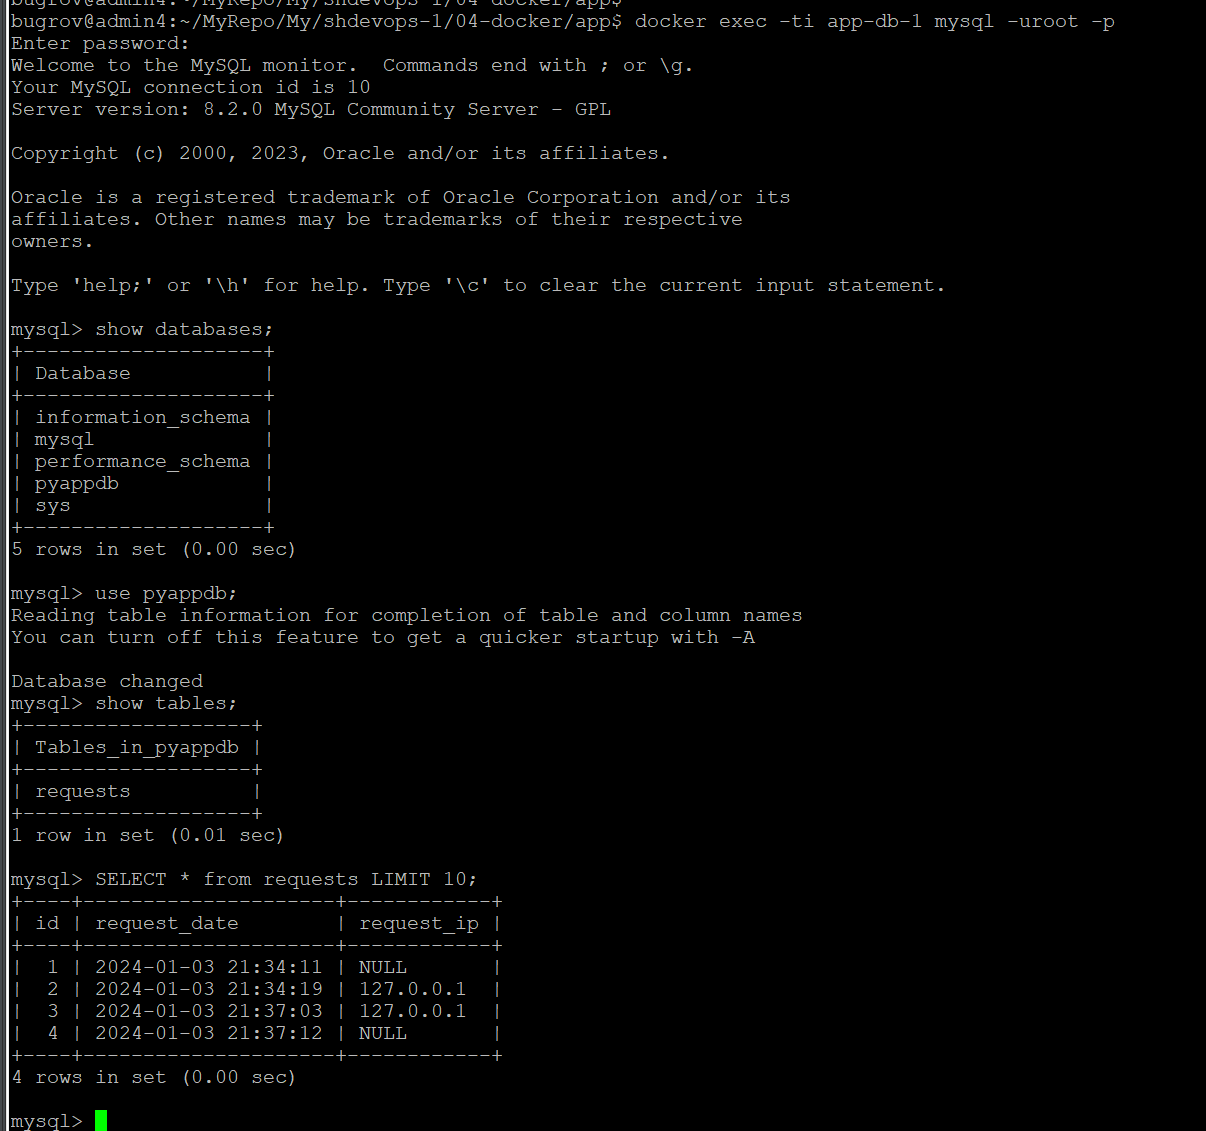 bugrov@admin4:~/MyRepo/My/shdevops-1/04-docker/app$
bugrov@admin4:~/MyRepo/My/shdevops-1/04-docker/app$ docker exec -ti app-db-1 mysql -uroot -p
Enter password:
Welcome to the MySQL monitor.  Commands end with ; or \g.
Your MySQL connection id is 10
Server version: 8.2.0 MySQL Community Server - GPL

Copyright (c) 2000, 2023, Oracle and/or its affiliates.

Oracle is a registered trademark of Oracle Corporation and/or its
affiliates. Other names may be trademarks of their respective
owners.

Type 'help;' or '\h' for help. Type '\c' to clear the current input statement.

mysql> show databases;
+--------------------+
| Database           |
+--------------------+
| information_schema |
| mysql              |
| performance_schema |
| pyappdb            |
| sys                |
+--------------------+
5 rows in set (0.00 sec)

mysql> use pyappdb;
Reading table information for completion of table and column names
You can turn off this feature to get a quicker startup with -A

Database changed
mysql> show tables;
+-------------------+
| Tables_in_pyappdb |
+-------------------+
| requests          |
+-------------------+
1 row in set (0.01 sec)

mysql> SELECT * from requests LIMIT 10;
+----+---------------------+------------+
| id | request_date        | request_ip |
+----+---------------------+------------+
|  1 | 2024-01-03 21:34:11 | NULL       |
|  2 | 2024-01-03 21:34:19 | 127.0.0.1  |
|  3 | 2024-01-03 21:37:03 | 127.0.0.1  |
|  4 | 2024-01-03 21:37:12 | NULL       |
+----+---------------------+------------+
4 rows in set (0.00 sec)

mysql>